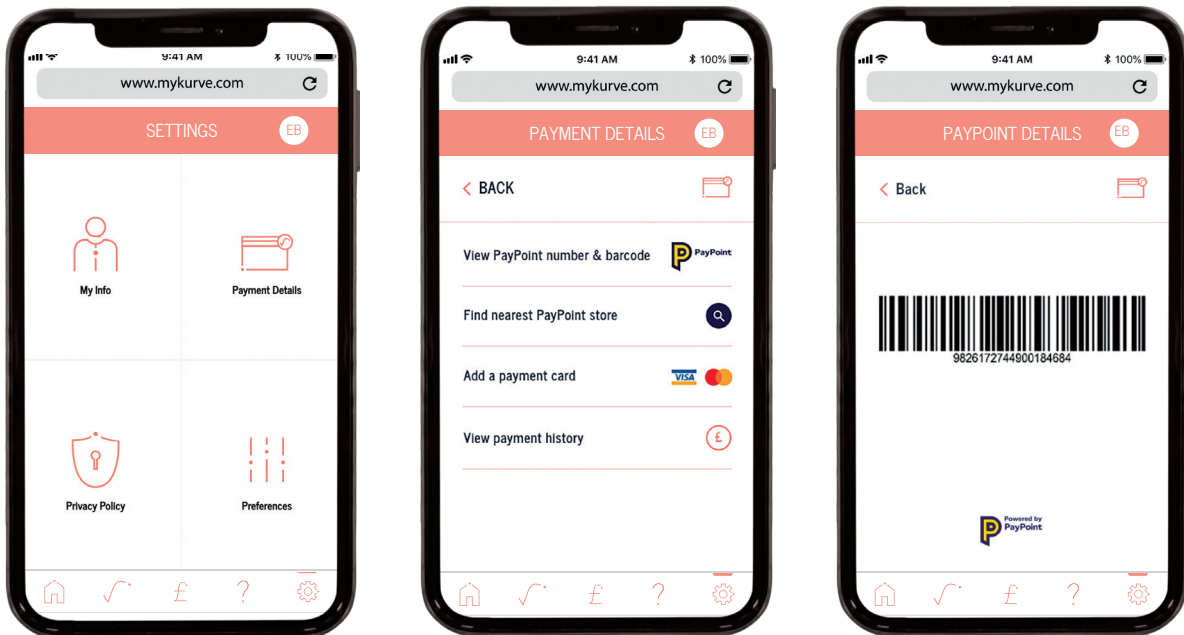 9:41 AM
100%
www.mykurve.com
SETTINGS
EB
My Info
Payment Details
Privacy Policy
Preferences
£
?
9:41 AM
100%
www.mykurve.com
PAYMENT DETAILS
EB
< BACK
View PayPoint number & barcode
PayPoint
Find nearest PayPoint store
Add a payment card
VISA
View payment history
£
£
?
9:41 AM
100%
www.mykurve.com
PAYPOINT DETAILS
EB
< Back
9826172744900184684
Powered by
PayPoint
£
?